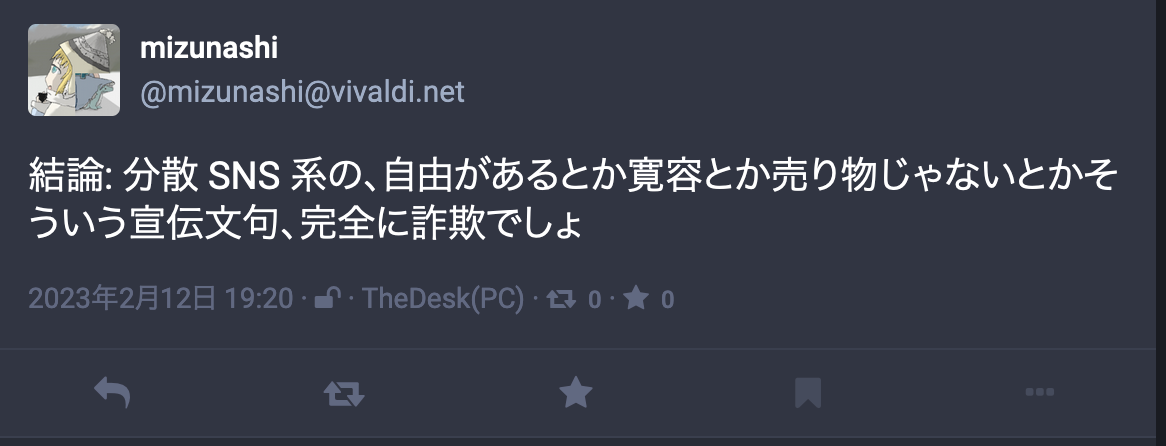 mizunashi
@mizunashi@vivaldi.net
結論: 分散 SNS 系の、自由があるとか寛容とか売り物じゃないとかそ
ういう宣伝文句、完全に詐欺でしょ
2023年2月12日 19:20 · · TheDesk(PC) · 0 · 0